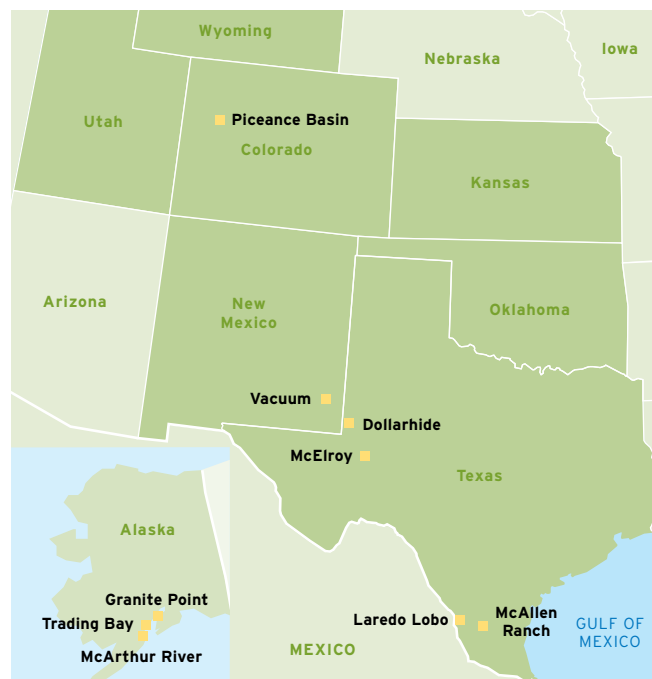 Wyoming
Nebraska
Iowa
Utah
Piceance Basin
Colorado
Kansas
Arizona
New
Mexico
Oklahoma
Vacuum
Dollarhide
McElroy
Texas
Alaska
Granite Point
Trading Bay
McArthur River
Laredo Lobo
McAllen
Ranch
GULF OF
MEXICO
MEXICO